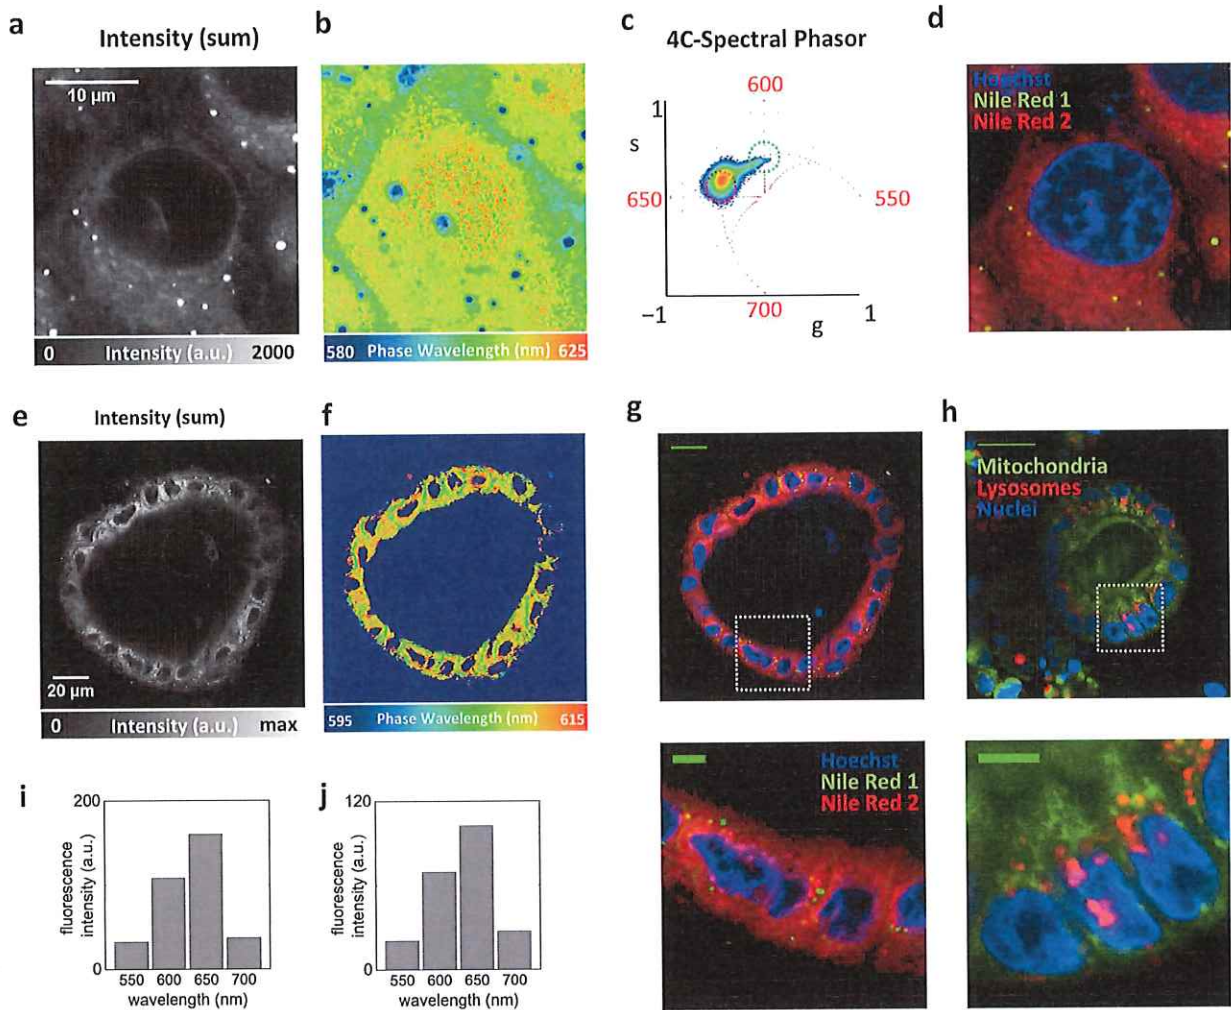 a
Intensity (sum)
10 µm
0 Intensity (a.u.) 2000
b
580 Phase Wavelength (nm) 625
c
4C-Spectral Phasor
600
1
s
650
550
−1
700
g
1
d
Hoechst
Nile Red 1
Nile Red 2
e
Intensity (sum)
20 µm
0 Intensity (a.u.) max
f
595 Phase Wavelength (nm) 615
g
h
Mitochondria
Lysosomes
Nuclei
i
200
fluorescence
intensity (a.u.)
0
550 600 650 700
wavelength (nm)
j
120
fluorescence
intensity (a.u.)
0
550 600 650 700
wavelength (nm)
Hoechst
Nile Red 1
Nile Red 2